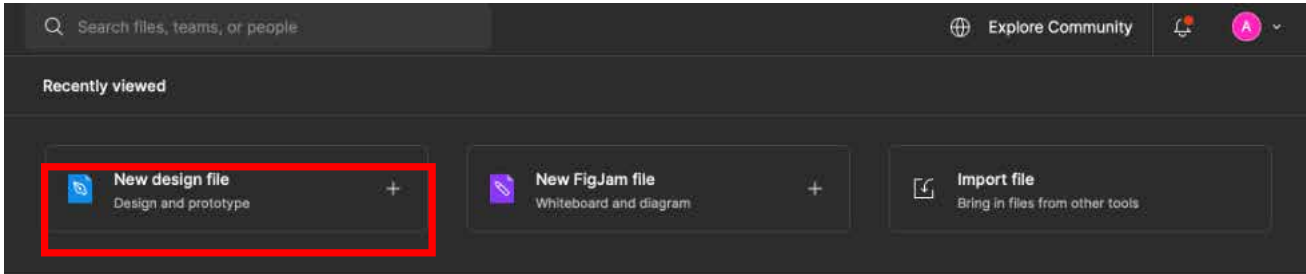 Search files, teams, or people
Explore Community
A
Recently viewed
New design file
Design and prototype
New FigJam file
Whiteboard and diagram
Import file
Bring in files from other tools